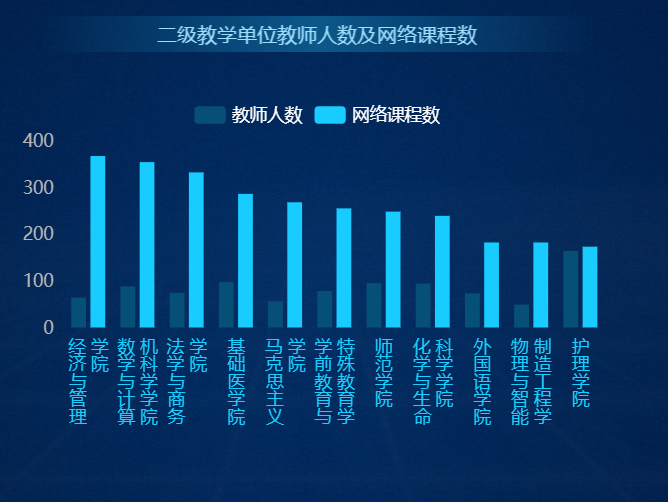 二级教学单位教师人数及网络课程数
教师人数 网络课程数
400
300
200
100
0
经济与管理
学院
数学与计算
机科学学院
法学与商务
学院
基础医学院
马克思主义
学院
学前教育与
特殊教育学
师范学院
化学与生命
科学学院
外国语学院
物理与智能
制造工程学
护理学院